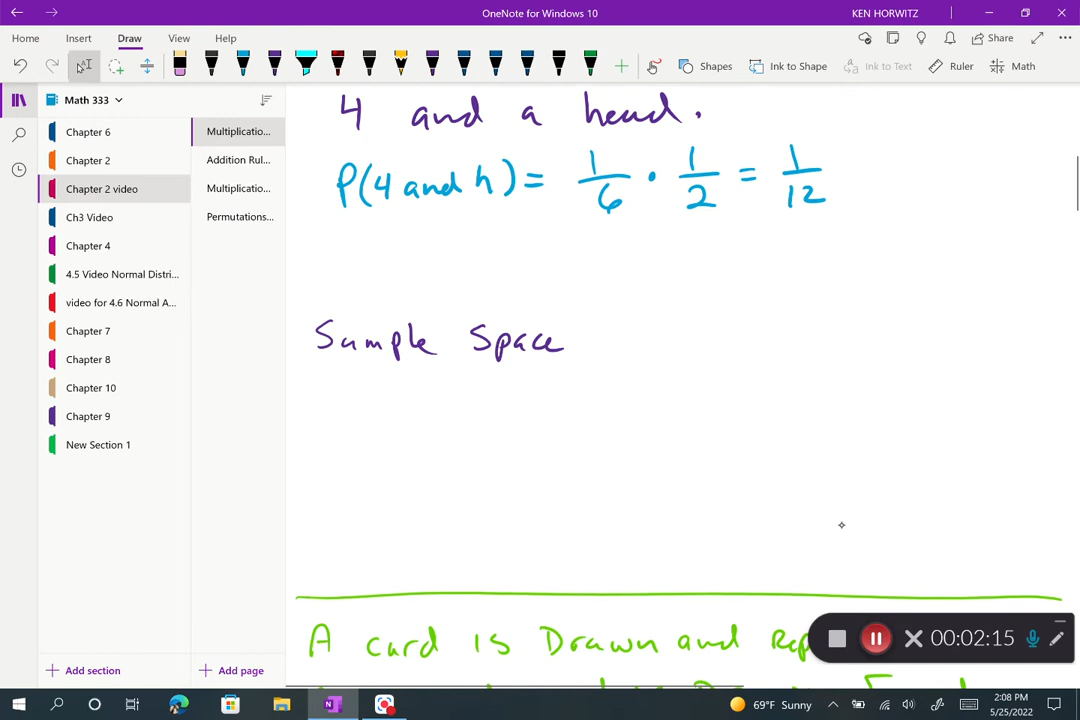 OneNote for Windows 10
KEN HORWITZ
Home
Insert
Draw
View
Help
Share
Shapes
Ink to Shape
Ink to Text
Ruler
Math
Math 333
Chapter 6
Chapter 2
Chapter 2 video
Ch3 Video
Chapter 4
4.5 Video Normal Distri...
video for 4.6 Normal A...
Chapter 7
Chapter 8
Chapter 10
Chapter 9
New Section 1
Add section
Multiplicatio...
Addition Rul...
Multiplicatio...
Permutations...
Add page
4 and a head.
P(4 and h) = 1/6 · 1/2 = 1/12
Sample Space
A card is Drawn and
00:02:15
69°F Sunny
2:08 PM
5/25/2022